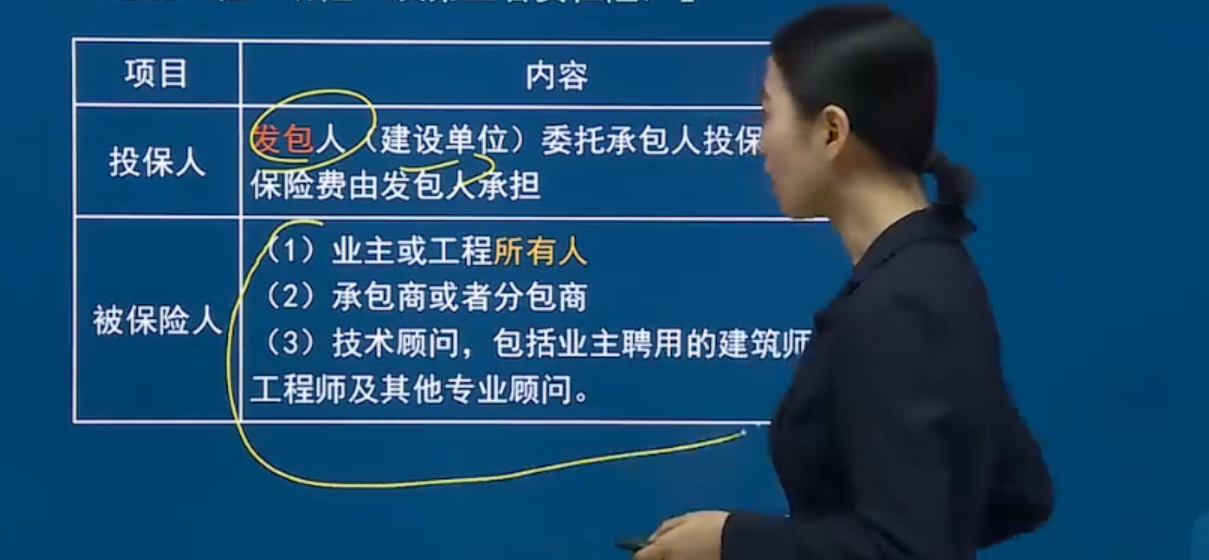 项目
内容
投保人
发包人（建设单位）委托承包人投保
保险费由发包人承担
被保险人
（1）业主或工程所有人
（2）承包商或者分包商
（3）技术顾问，包括业主聘用的建筑师
工程师及其他专业顾问。